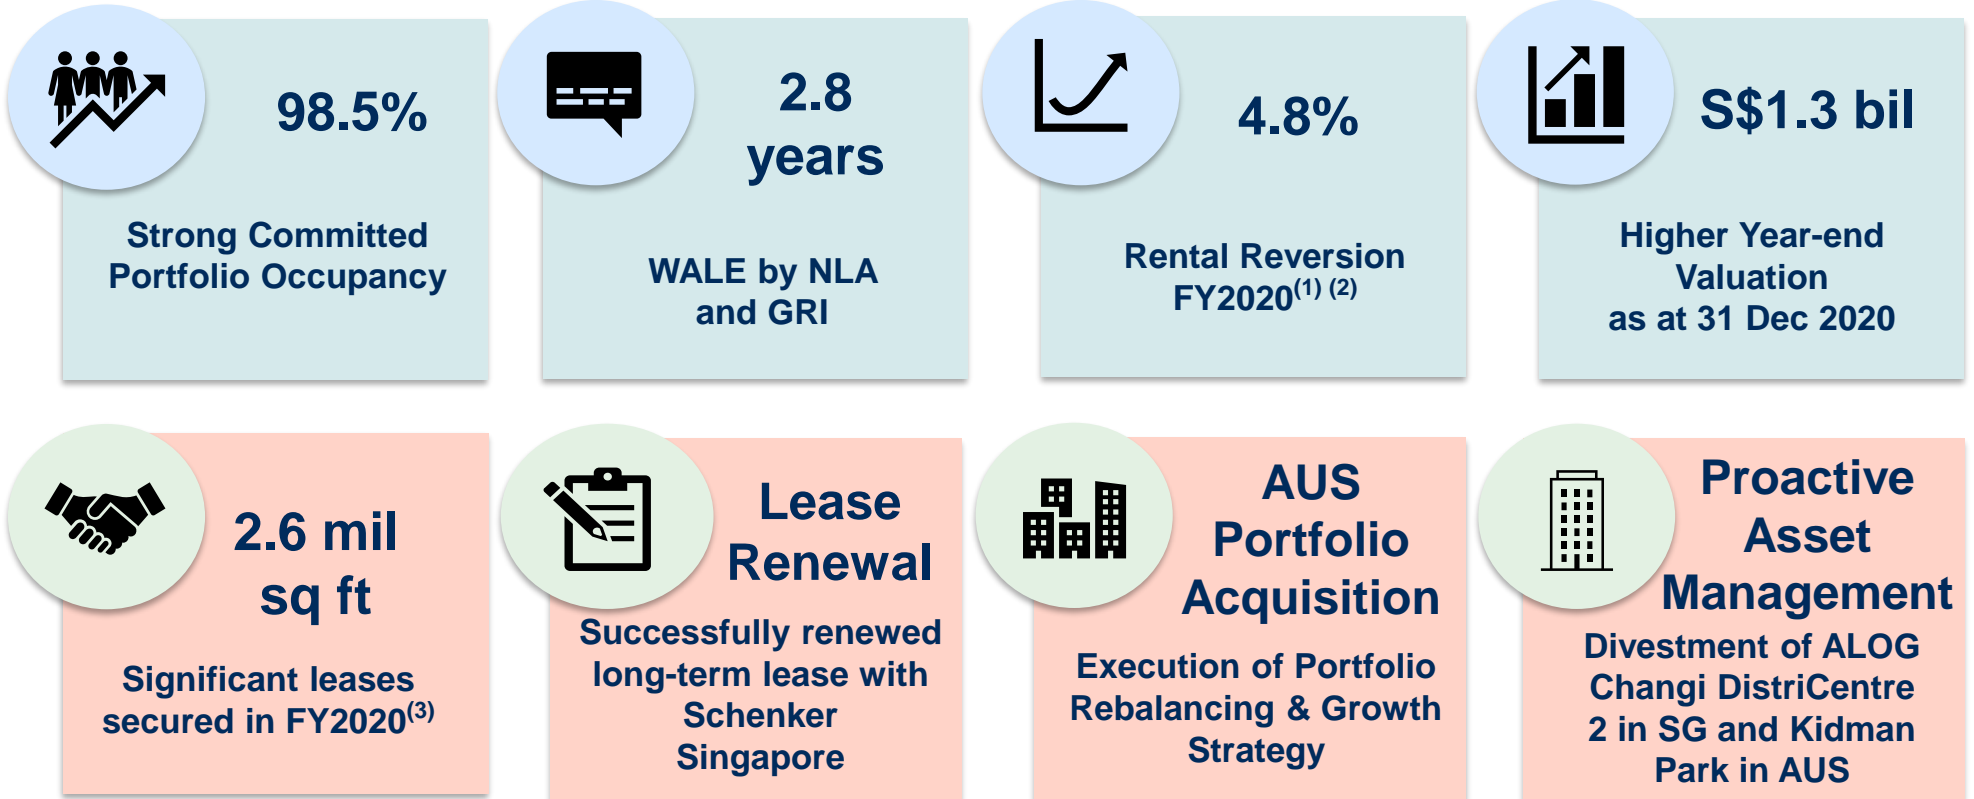 98.5%
Strong Committed
Portfolio Occupancy
2.8
years
WALE by NLA
and GRI
4.8%
Rental Reversion
FY2020(1) (2)
S$1.3 bil
Higher Year-end
Valuation
as at 31 Dec 2020
2.6 mil
sq ft
Significant leases
secured in FY2020(3)
Lease
Renewal
Successfully renewed
long-term lease with
Schenker
Singapore
AUS
Portfolio
Acquisition
Execution of Portfolio
Rebalancing & Growth
Strategy
Proactive
Asset
Management
Divestment of ALOG
Changi DistriCentre
2 in SG and Kidman
Park in AUS